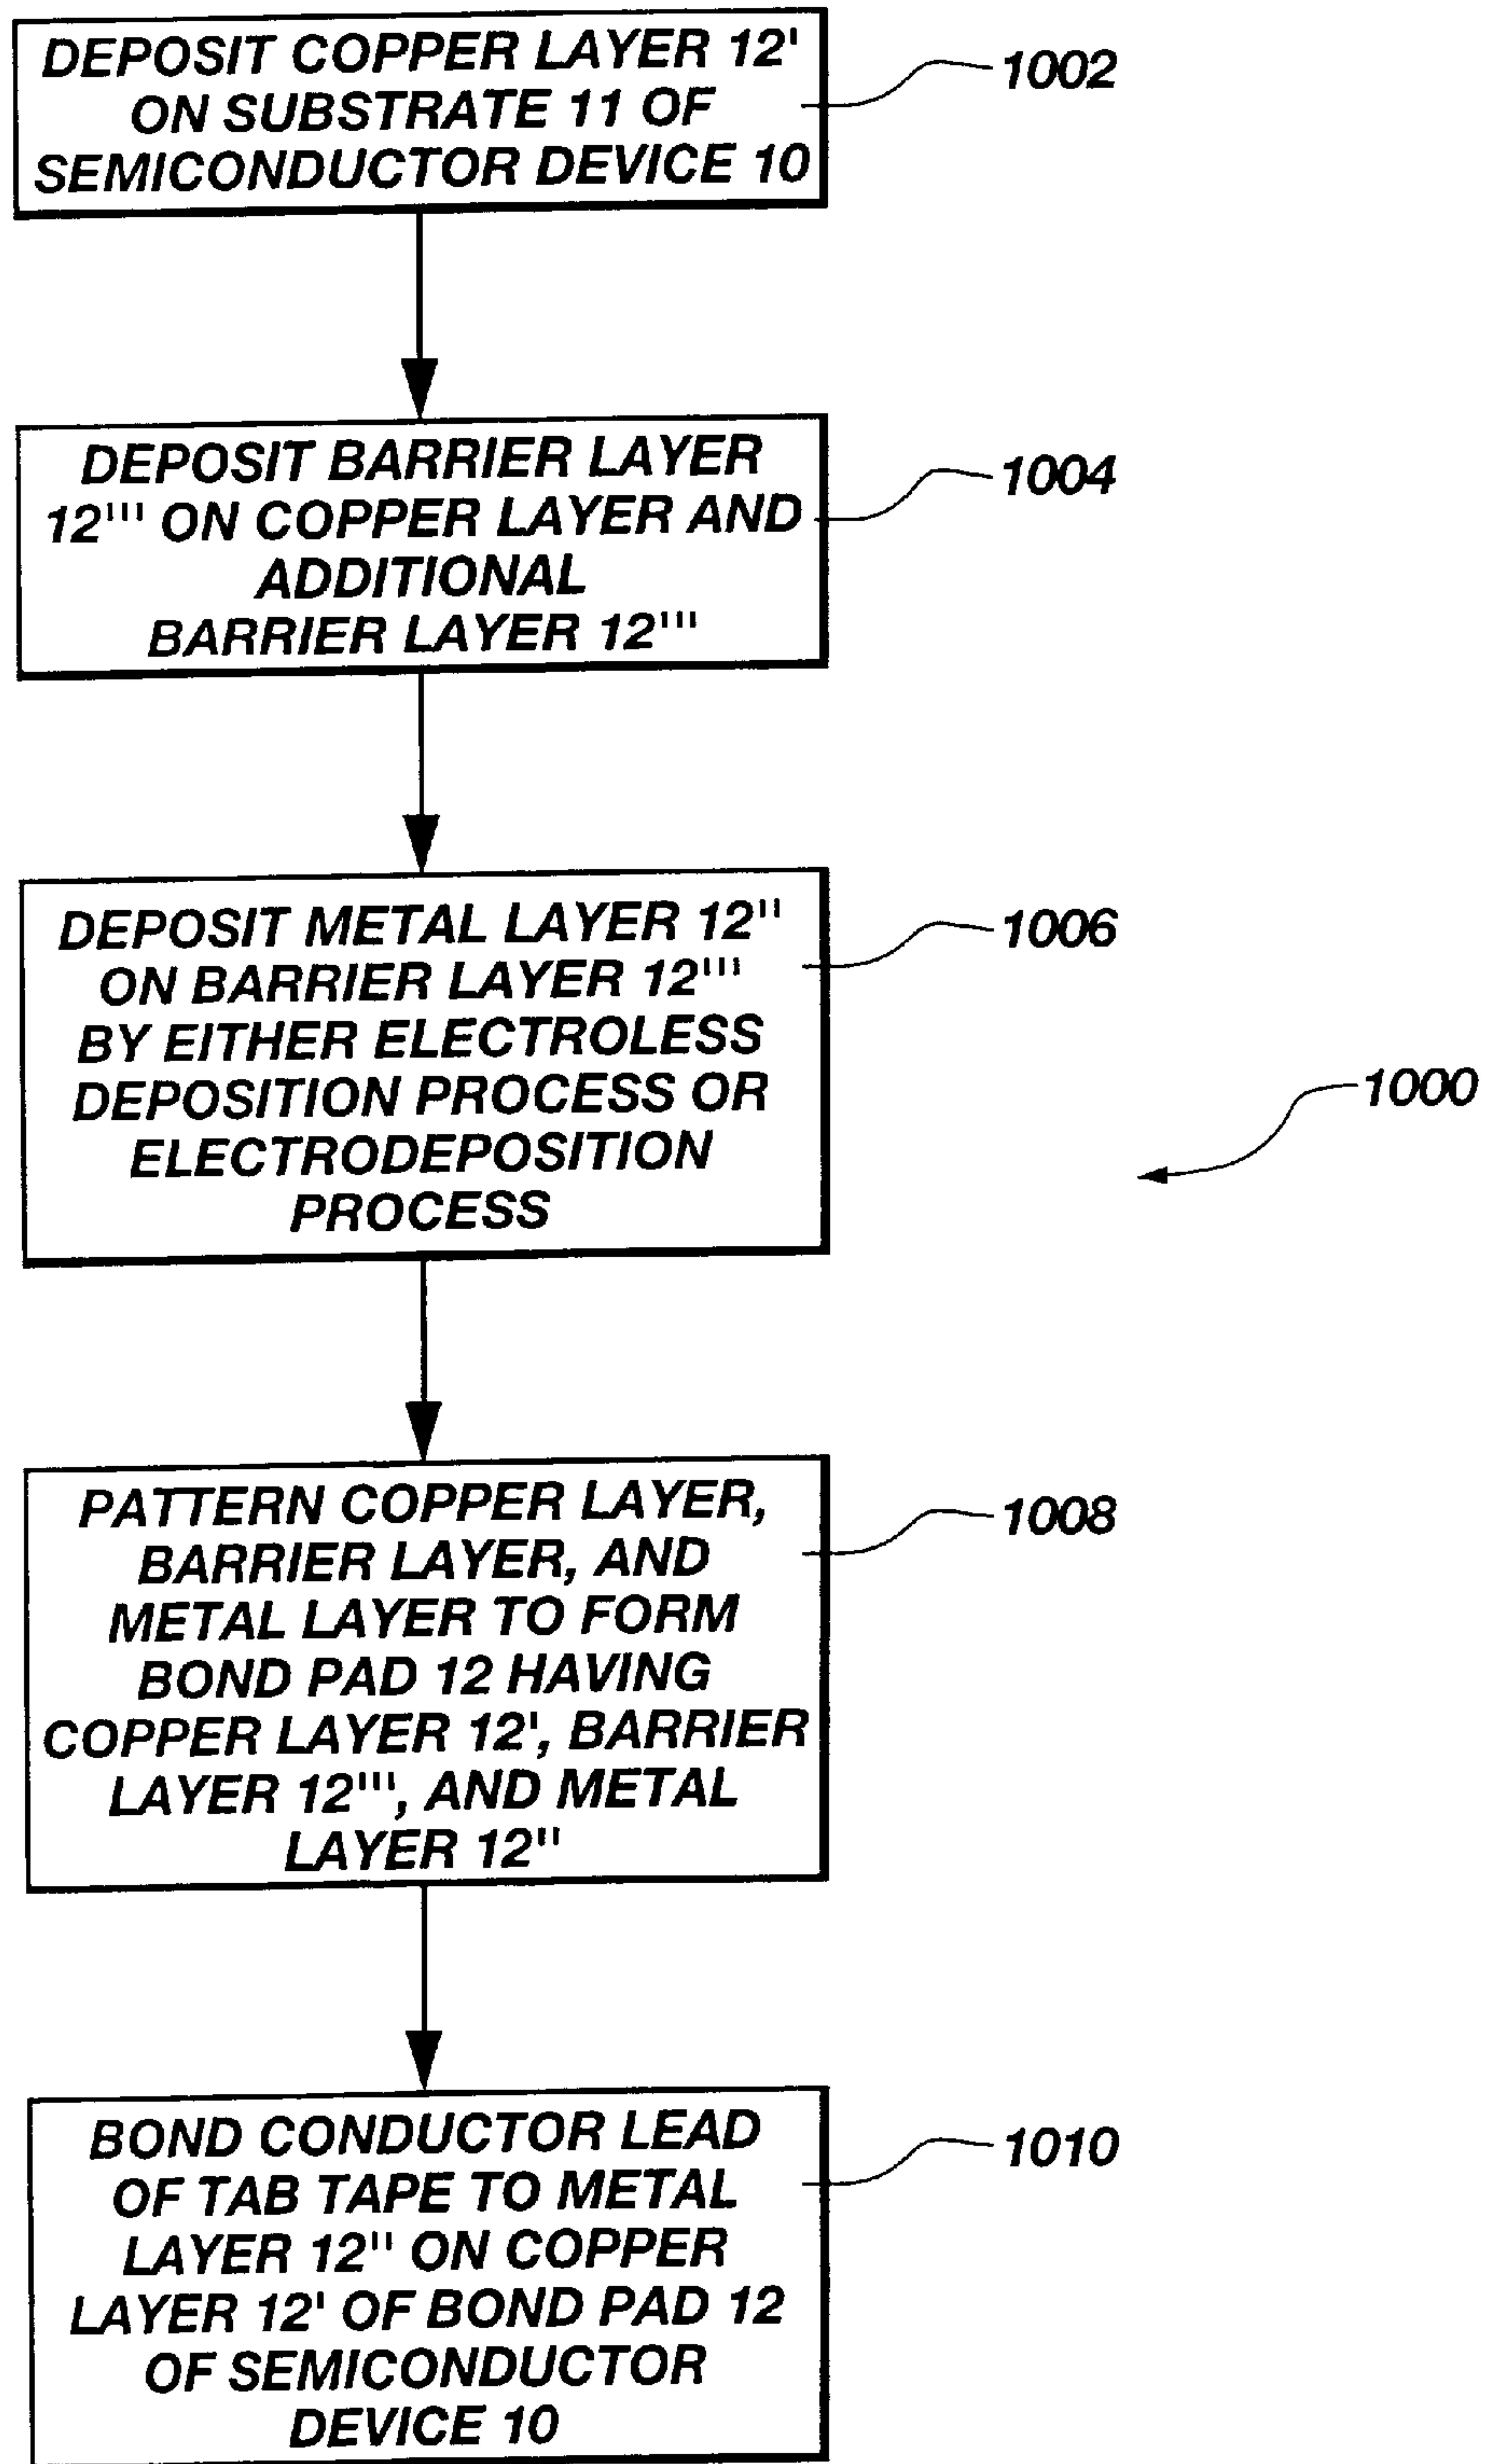 DEPOSIT COPPER LAYER 12'
ON SUBSTRATE 11 OF
SEMICONDUCTOR DEVICE 10
1002
DEPOSIT BARRIER LAYER
12''' ON COPPER LAYER AND
ADDITIONAL
BARRIER LAYER 12'''
1004
DEPOSIT METAL LAYER 12''
ON BARRIER LAYER 12'''
BY EITHER ELECTROLESS
DEPOSITION PROCESS OR
ELECTRODEPOSITION
PROCESS
1006
1000
PATTERN COPPER LAYER,
BARRIER LAYER, AND
METAL LAYER TO FORM
BOND PAD 12 HAVING
COPPER LAYER 12', BARRIER
LAYER 12''', AND METAL
LAYER 12''
1008
BOND CONDUCTOR LEAD
OF TAB TAPE TO METAL
LAYER 12'' ON COPPER
LAYER 12' OF BOND PAD 12
OF SEMICONDUCTOR
DEVICE 10
1010